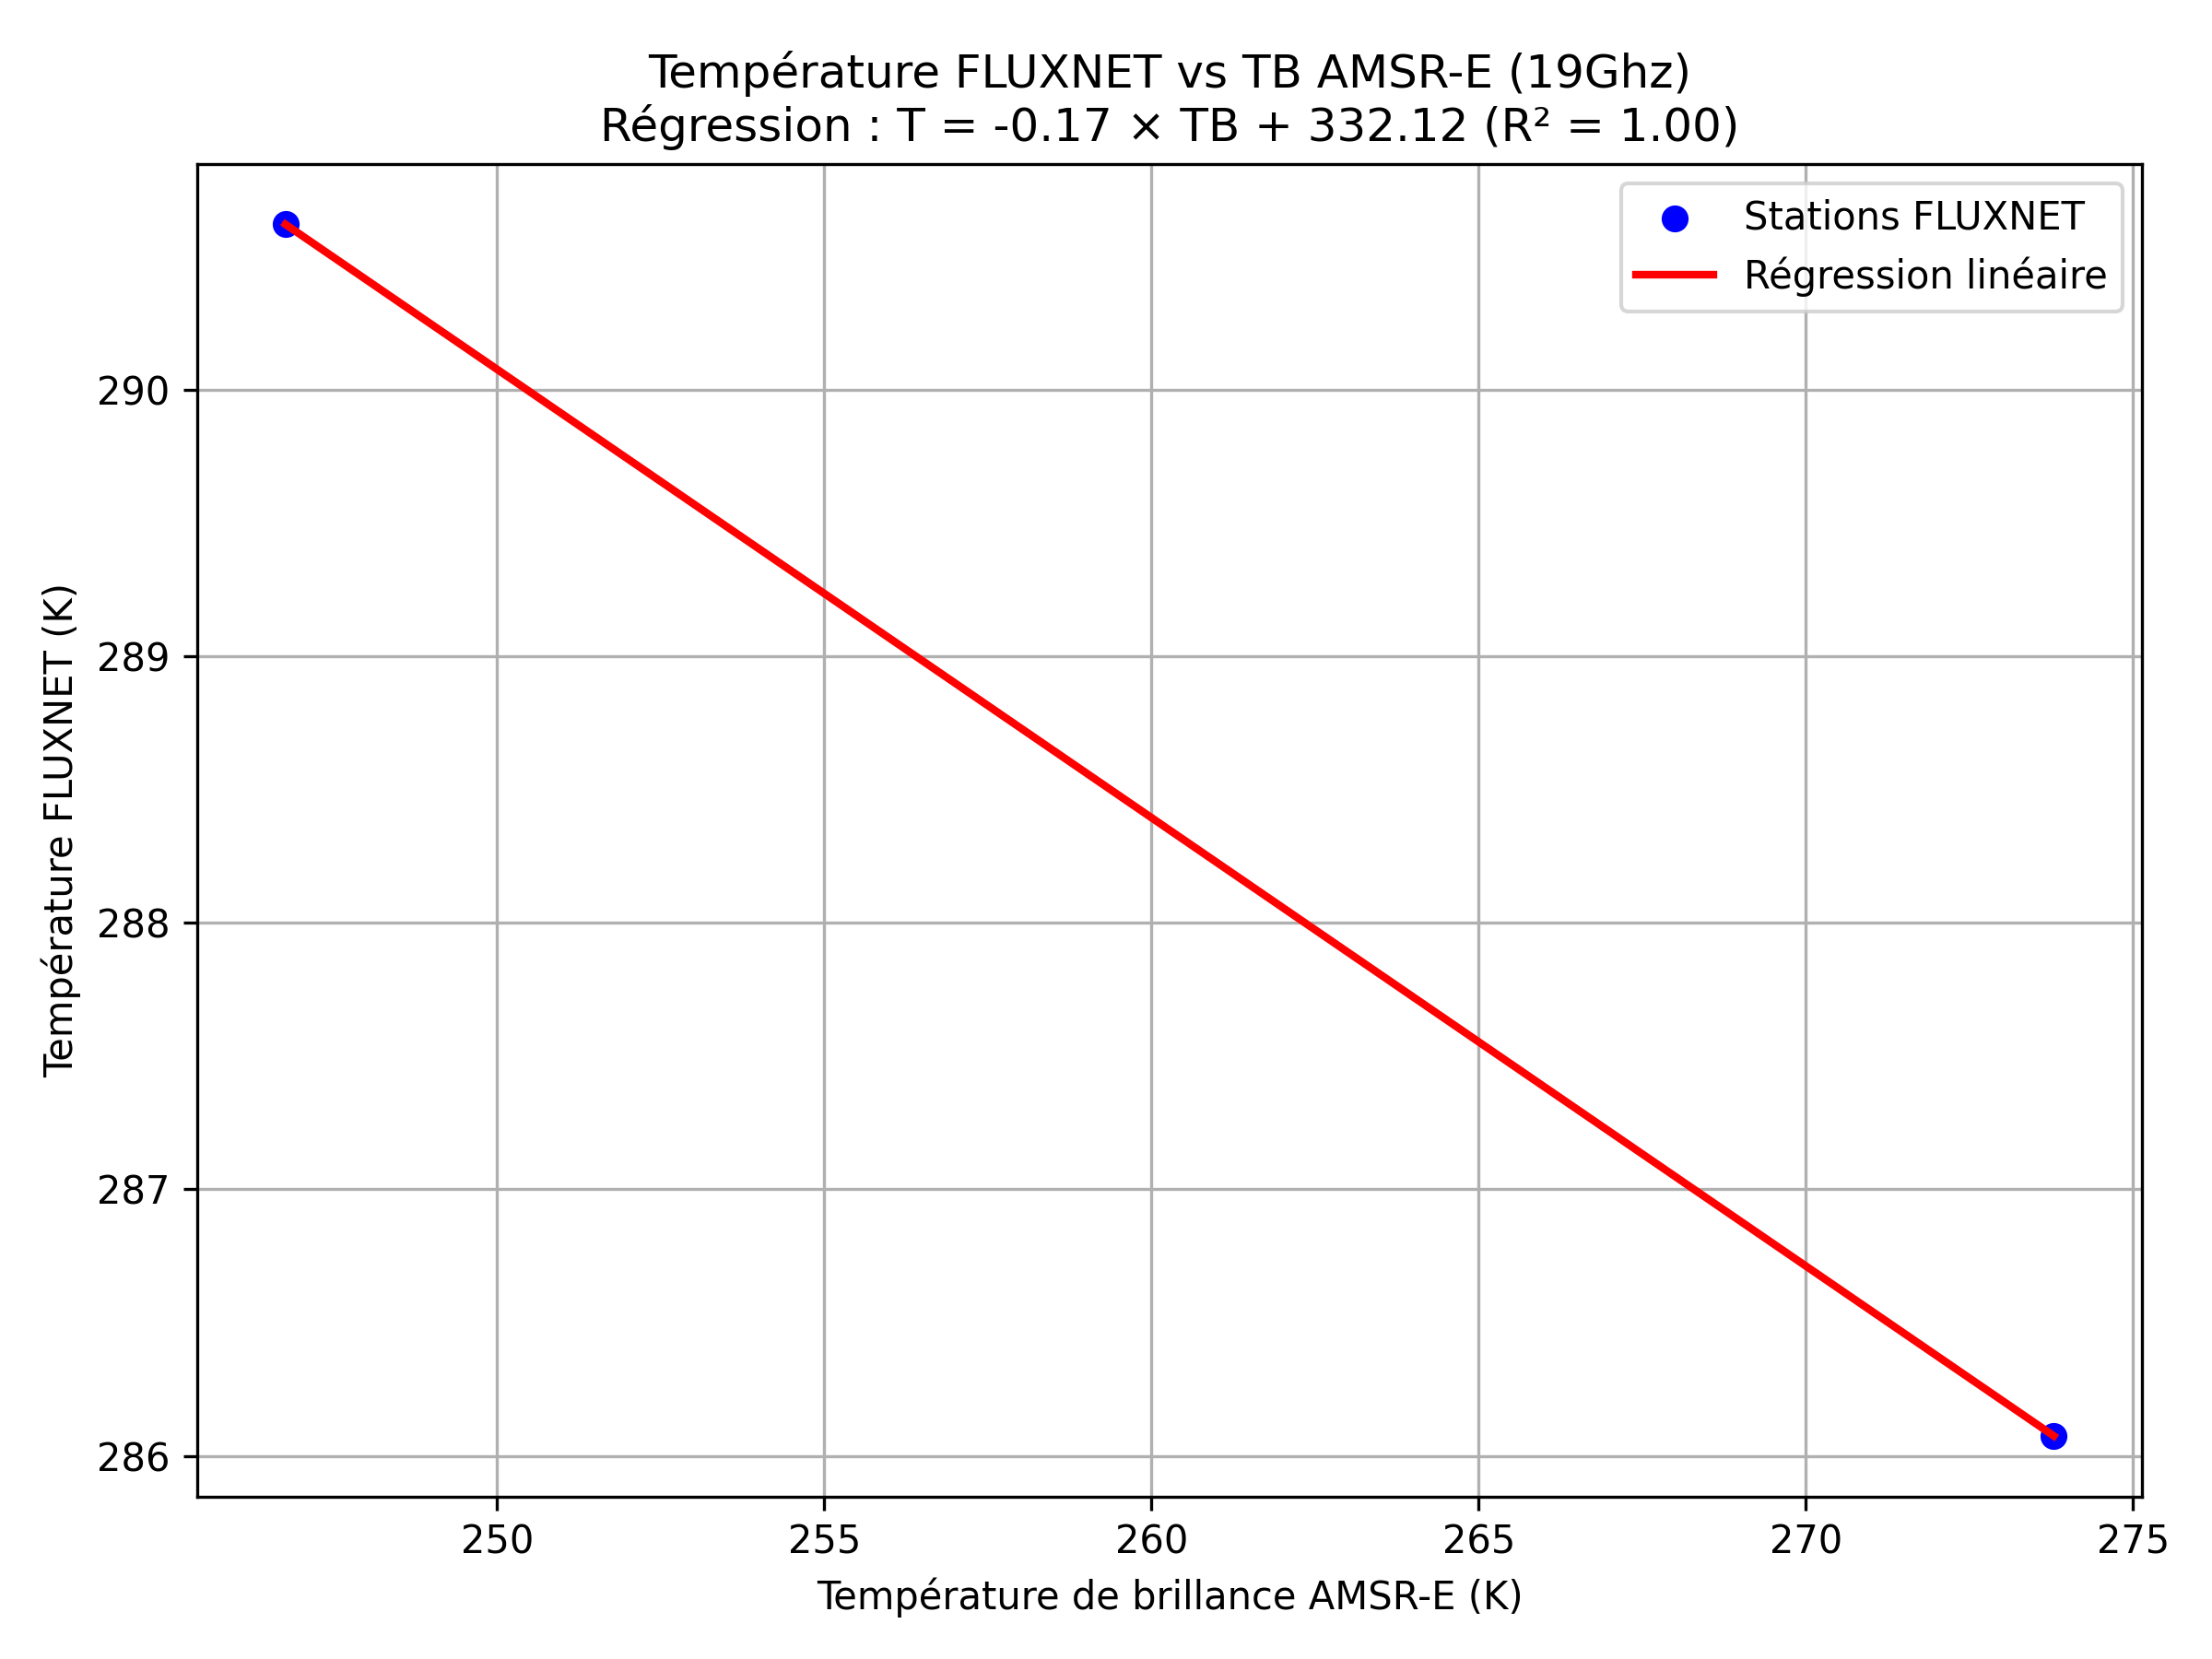 Température FLUXNET vs TB AMSR-E (19Ghz)
Régression : T = -0.17 × TB + 332.12 (R² = 1.00)
Stations FLUXNET
Régression linéaire
Température FLUXNET (K)
290
289
288
287
286
250 255 260 265 270 275
Température de brillance AMSR-E (K)